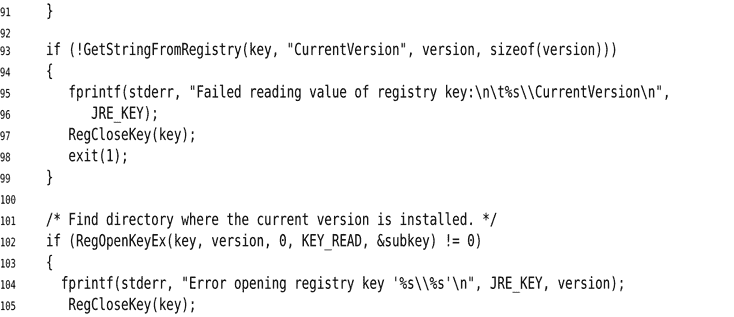 91 }
92
93 if (!GetStringFromRegistry(key, "CurrentVersion", version, sizeof(version)))
94 {
95 fprintf(stderr, "Failed reading value of registry key:\n\t%s\\CurrentVersion\n",
96 JRE_KEY);
97 RegCloseKey(key);
98 exit(1);
99 }
100
101 /* Find directory where the current version is installed. */
102 if (RegOpenKeyEx(key, version, 0, KEY_READ, &subkey) != 0)
103 {
104 fprintf(stderr, "Error opening registry key '%s\\%s'\n", JRE_KEY, version);
105 RegCloseKey(key);